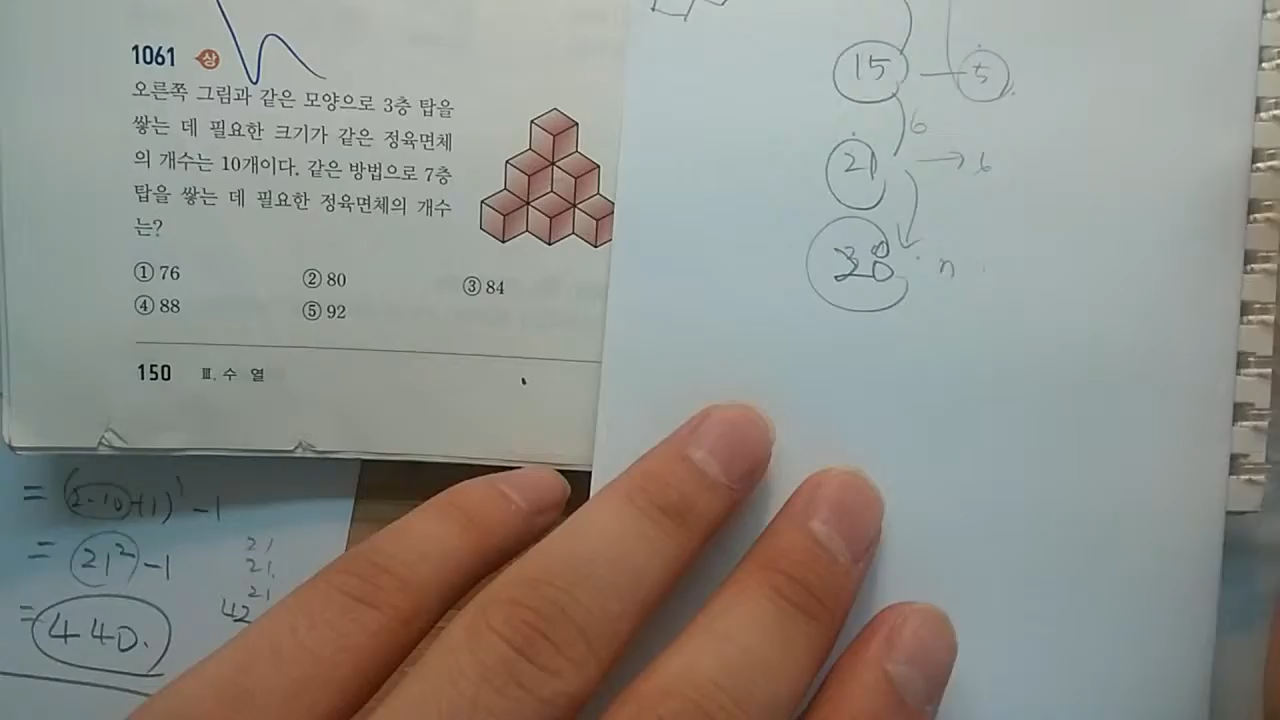 1061 상
오른쪽 그림과 같은 모양으로 3층 탑을
쌓는 데 필요한 크기가 같은 정육면체
의 개수는 10개이다. 같은 방법으로 7층
탑을 쌓는 데 필요한 정육면체의 개수
는?
① 76 ② 80 ③ 84
④ 88 ⑤ 92
150 Ⅲ. 수 열
15 5
6
21 → 6
28
= (2·10+1)² -1
= 21² -1
= 440.
21
21
21
42